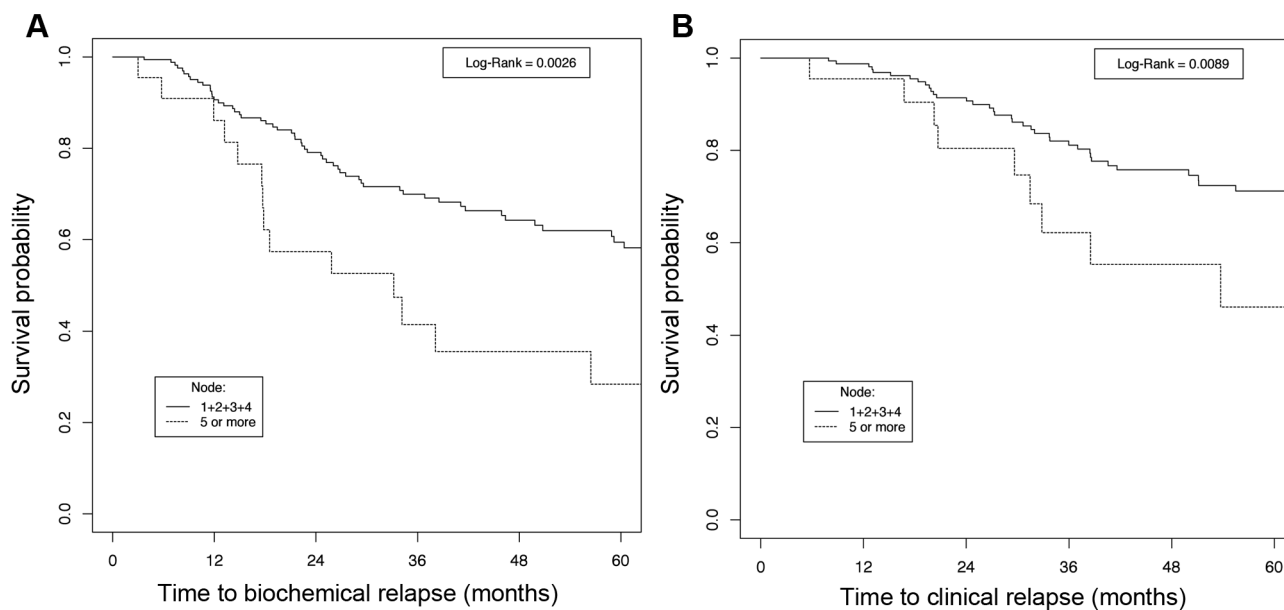 A
Log-Rank = 0.0026
Survival probability
1.0
0.8
0.6
0.4
0.2
0.0
Node:
1+2+3+4
5 or more
0 12 24 36 48 60
Time to biochemical relapse (months)
B
Log-Rank = 0.0089
Survival probability
1.0
0.8
0.6
0.4
0.2
0.0
Node:
1+2+3+4
5 or more
0 12 24 36 48 60
Time to clinical relapse (months)